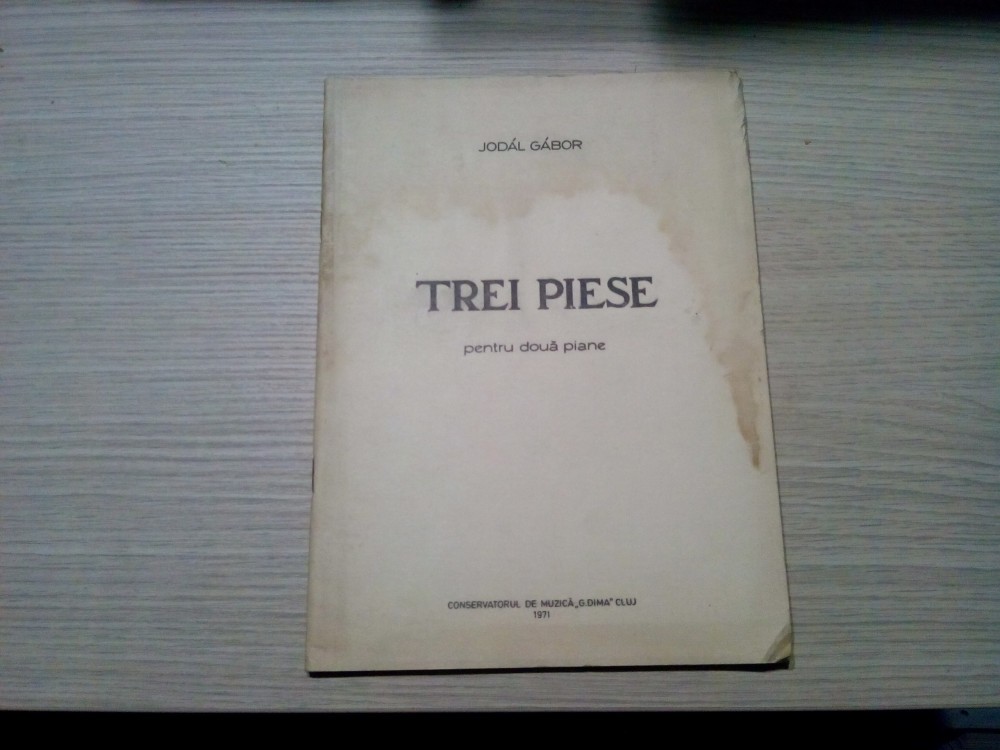 JODÁL GÁBOR
TREI PIESE
pentru două piane
CONSERVATORUL DE MUZICĂ „G.DIMA" CLUJ
1971